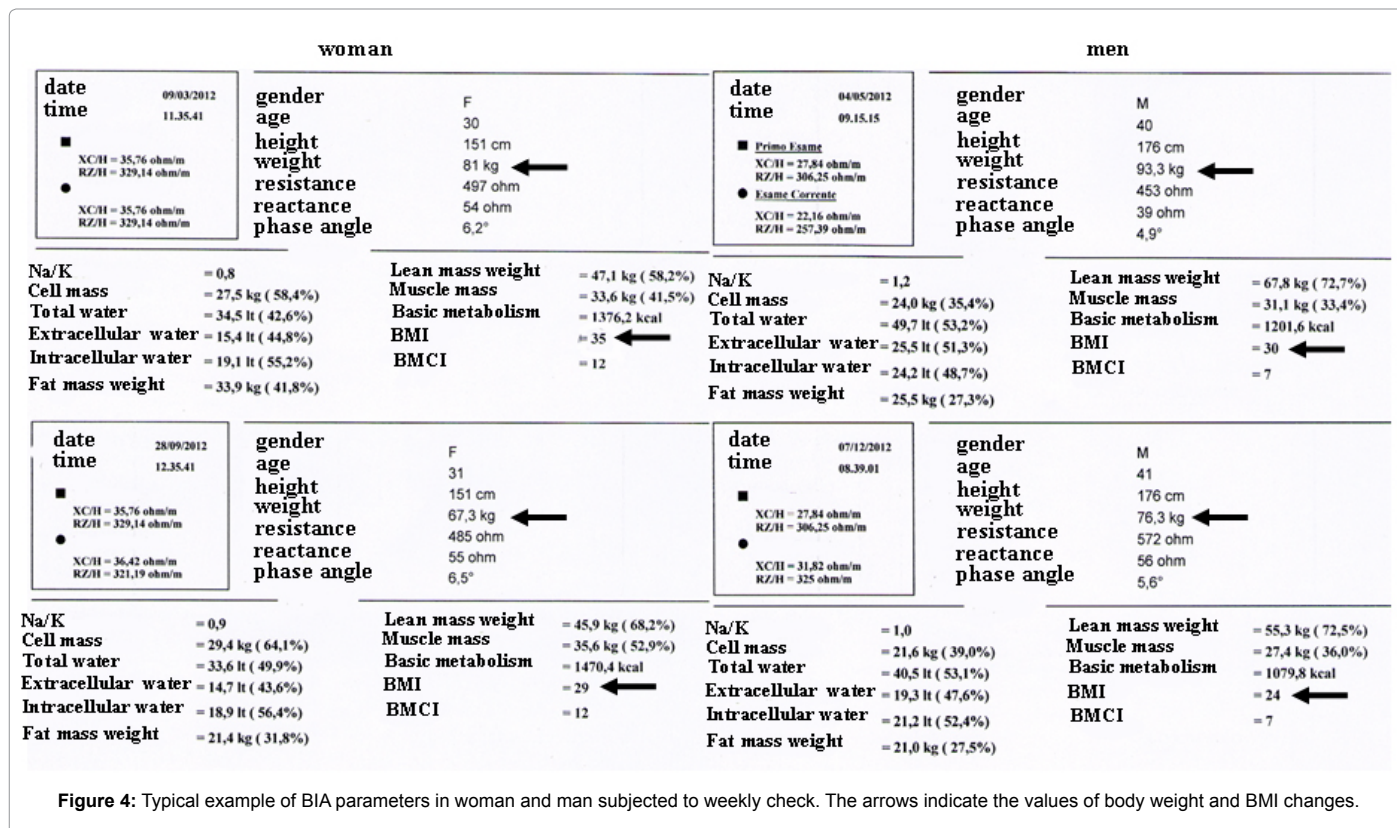 woman
men
date 09/03/2012
time 11.35.41
XC/H = 35,76 ohm/m
RZ/H = 329,14 ohm/m
XC/H = 35,76 ohm/m
RZ/H = 329,14 ohm/m
gender F
age 30
height 151 cm
weight 81 kg
resistance 497 ohm
reactance 54 ohm
phase angle 6,2°
Na/K = 0,8
Cell mass = 27,5 kg ( 58,4%)
Total water = 34,5 lt ( 42,6%)
Extracellular water = 15,4 lt ( 44,8%)
Intracellular water = 19,1 lt ( 55,2%)
Fat mass weight = 33,9 kg ( 41,8%)
Lean mass weight = 47,1 kg ( 58,2%)
Muscle mass = 33,6 kg ( 41,5%)
Basic metabolism = 1376,2 kcal
BMI = 35
BMCI = 12
date 04/05/2012
time 09.15.15
Primo Esame
XC/H = 27,84 ohm/m
RZ/H = 306,25 ohm/m
Esame Corrente
XC/H = 22,16 ohm/m
RZ/H = 257,39 ohm/m
gender M
age 40
height 176 cm
weight 93,3 kg
resistance 453 ohm
reactance 39 ohm
phase angle 4,9°
Na/K = 1,2
Cell mass = 24,0 kg ( 35,4%)
Total water = 49,7 lt ( 53,2%)
Extracellular water = 25,5 lt ( 51,3%)
Intracellular water = 24,2 lt ( 48,7%)
Fat mass weight = 25,5 kg ( 27,3%)
Lean mass weight = 67,8 kg ( 72,7%)
Muscle mass = 31,1 kg ( 33,4%)
Basic metabolism = 1201,6 kcal
BMI = 30
BMCI = 7
date 28/09/2012
time 12.35.41
XC/H = 35,76 ohm/m
RZ/H = 329,14 ohm/m
XC/H = 36,42 ohm/m
RZ/H = 321,19 ohm/m
gender F
age 31
height 151 cm
weight 67,3 kg
resistance 485 ohm
reactance 55 ohm
phase angle 6,5°
Na/K = 0,9
Cell mass = 29,4 kg ( 64,1%)
Total water = 33,6 lt ( 49,9%)
Extracellular water = 14,7 lt ( 43,6%)
Intracellular water = 18,9 lt ( 56,4%)
Fat mass weight = 21,4 kg ( 31,8%)
Lean mass weight = 45,9 kg ( 68,2%)
Muscle mass = 35,6 kg ( 52,9%)
Basic metabolism = 1470,4 kcal
BMI = 29
BMCI = 12
date 07/12/2012
time 08.39.01
XC/H = 27,84 ohm/m
RZ/H = 306,25 ohm/m
XC/H = 31,82 ohm/m
RZ/H = 325 ohm/m
gender M
age 41
height 176 cm
weight 76,3 kg
resistance 572 ohm
reactance 56 ohm
phase angle 5,6°
Na/K = 1,0
Cell mass = 21,6 kg ( 39,0%)
Total water = 40,5 lt ( 53,1%)
Extracellular water = 19,3 lt ( 47,6%)
Intracellular water = 21,2 lt ( 52,4%)
Fat mass weight = 21,0 kg ( 27,5%)
Lean mass weight = 55,3 kg ( 72,5%)
Muscle mass = 27,4 kg ( 36,0%)
Basic metabolism = 1079,8 kcal
BMI = 24
BMCI = 7
Figure 4: Typical example of BIA parameters in woman and man subjected to weekly check. The arrows indicate the values of body weight and BMI changes.